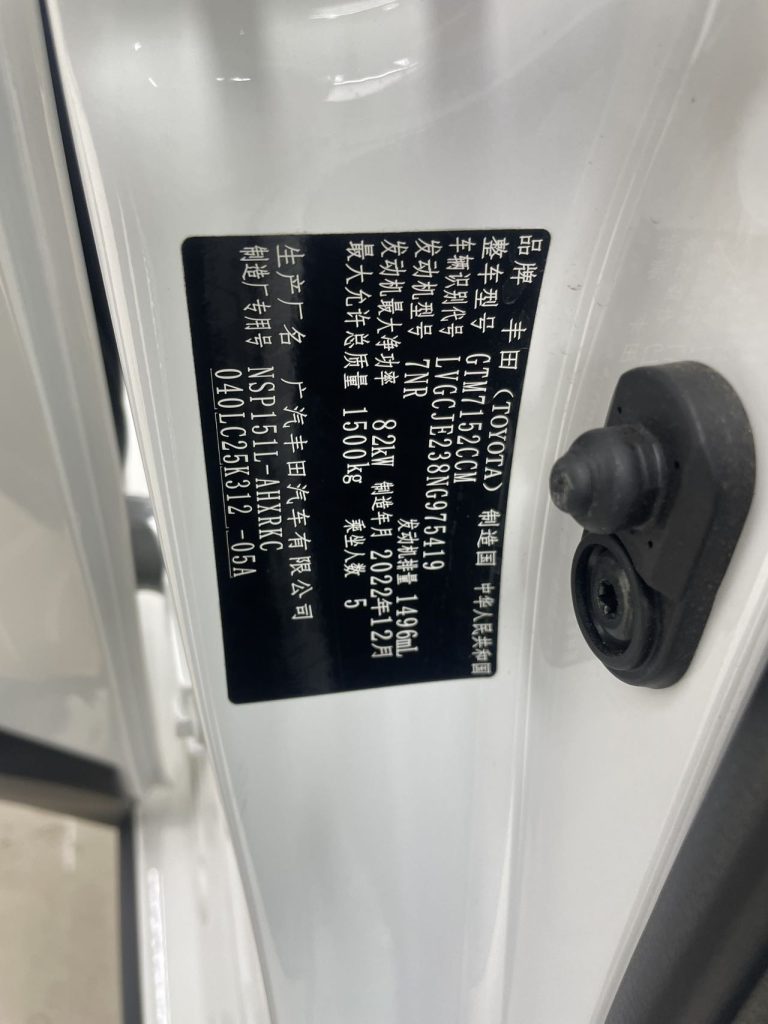 品牌 丰田(TOYOTA) 制造国 中华人民共和国
整车型号 GTM7152CCM
车辆识别代号 LVGCJE238NG975419
发动机型号 7NR 发动机排量 1496mL
发动机最大净功率 82kW 制造年月 2022年12月
最大允许总质量 1500kg 乘坐人数 5
生产厂名 广汽丰田汽车有限公司
制造厂专用号 NSP151L-AHXRKC
040LC25K312 -05A